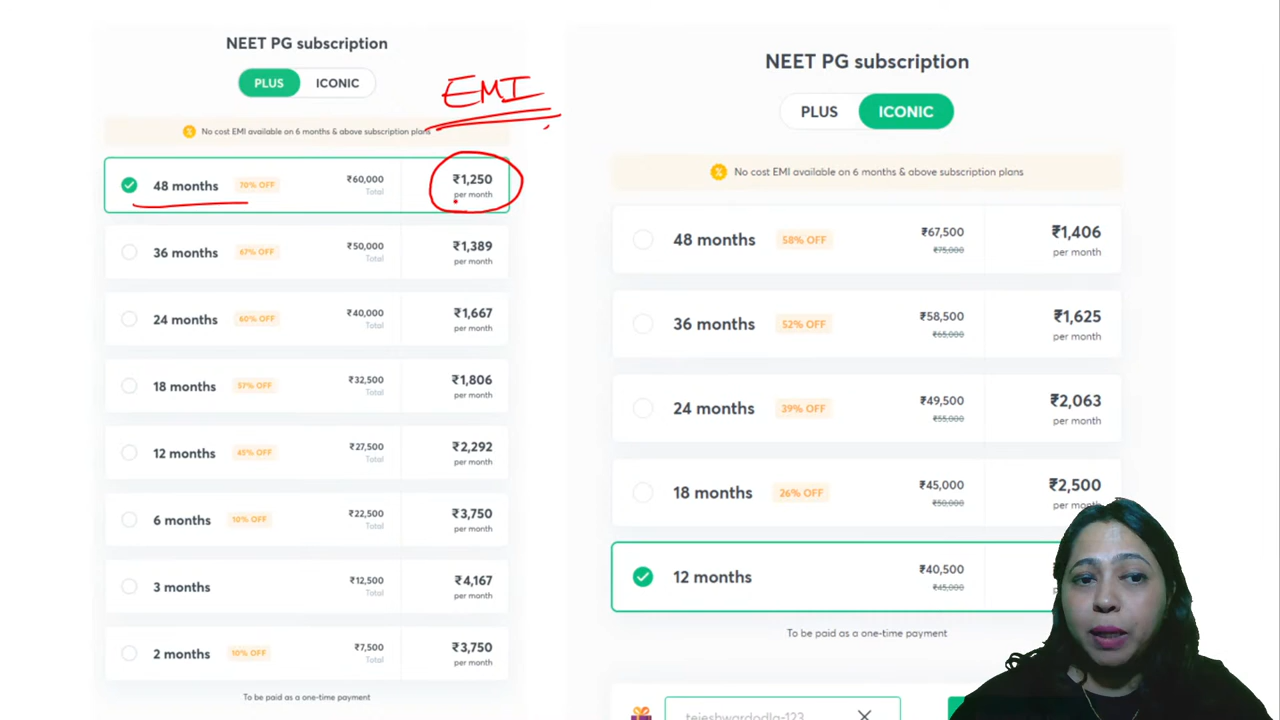 NEET PG subscription
PLUS ICONIC
EMI
No cost EMI available on 6 months & above subscription plans
48 months 70% OFF ₹60,000 ₹1,250
Total per month
36 months 67% OFF ₹50,000 ₹1,389
Total per month
24 months 60% OFF ₹40,000 ₹1,667
Total per month
18 months 57% OFF ₹32,500 ₹1,806
Total per month
12 months 45% OFF ₹27,500 ₹2,292
Total per month
6 months 10% OFF ₹22,500 ₹3,750
Total per month
3 months ₹12,500 ₹4,167
Total per month
2 months 10% OFF ₹7,500 ₹3,750
Total per month
To be paid as a one-time payment
NEET PG subscription
PLUS ICONIC
No cost EMI available on 6 months & above subscription plans
48 months 58% OFF ₹67,500 ₹1,406
₹75,000 per month
36 months 52% OFF ₹58,500 ₹1,625
₹65,000 per month
24 months 39% OFF ₹49,500 ₹2,063
₹55,000 per month
18 months 26% OFF ₹45,000 ₹2,500
₹50,000 per month
12 months ₹40,500
₹45,000
To be paid as a one-time payment